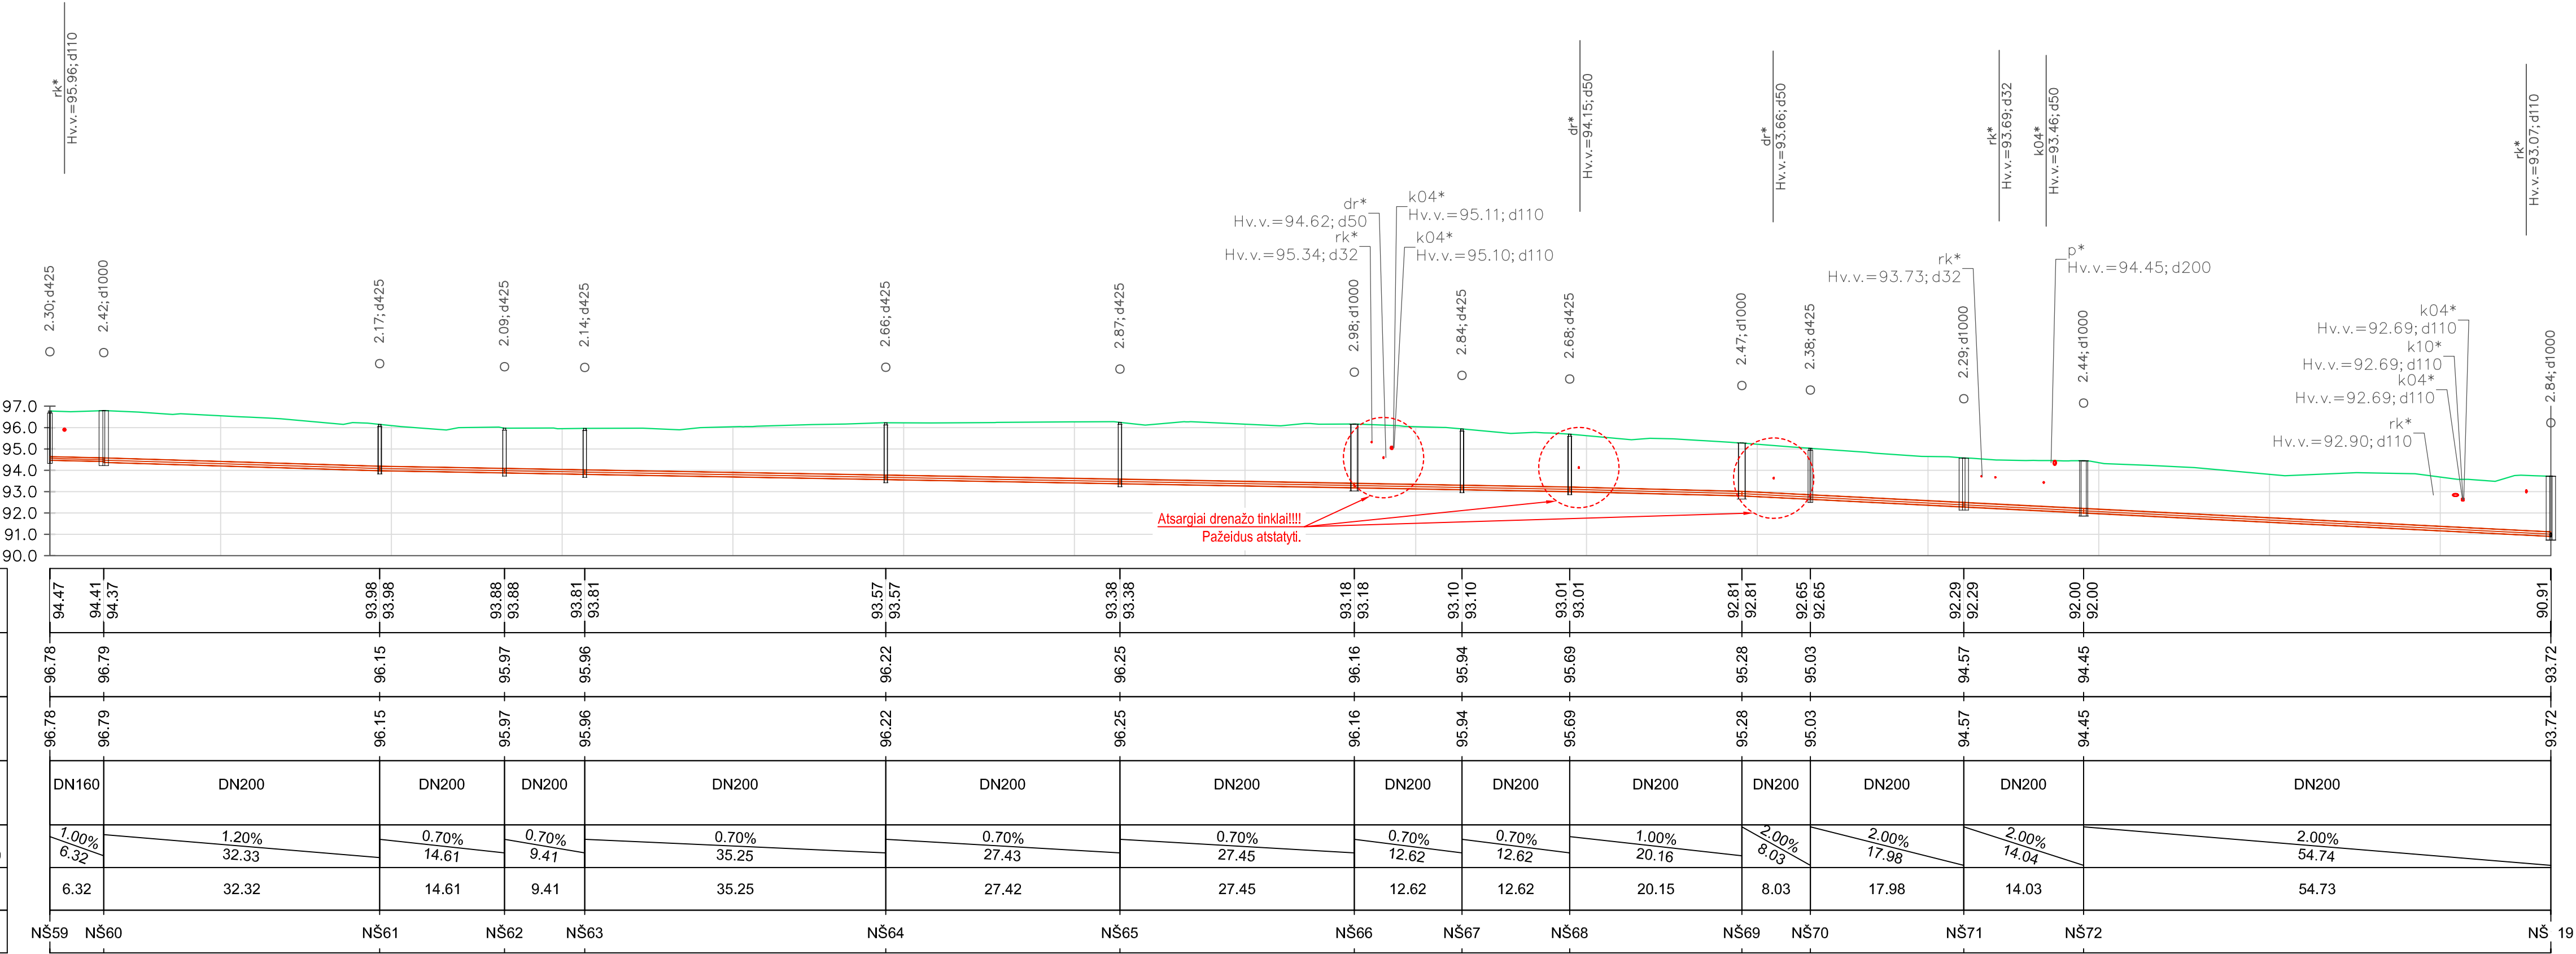 rk*
Hv.v.=95.96; d110
dr*
Hv.v.=94.15; d50
dr*
Hv.v.=93.66; d50
rk*
Hv.v.=93.69; d32
k04*
Hv.v.=93.46; d50
rk*
Hv.v.=93.07; d110
dr*
Hv.v.=94.62; d50
rk*
Hv.v.=95.34; d32
k04*
Hv.v.=95.11; d110
k04*
Hv.v.=95.10; d110
rk*
Hv.v.=93.73; d32
p*
Hv.v.=94.45; d200
k04*
Hv.v.=92.69; d110
k10*
Hv.v.=92.69; d110
k04*
Hv.v.=92.69; d110
rk*
Hv.v.=92.90; d110
2.30; d425
2.42; d1000
2.17; d425
2.09; d425
2.14; d425
2.66; d425
2.87; d425
2.98; d1000
2.84; d425
2.68; d425
2.47; d1000
2.38; d425
2.29; d1000
2.44; d1000
2.84; d1000
97.0
96.0
95.0
94.0
93.0
92.0
91.0
90.0
Atsargiai drenažo tinklai!!!!
Pažeidus atstatyti.
94.47
94.41
94.37
93.98
93.98
93.88
93.88
93.81
93.81
93.57
93.57
93.38
93.38
93.18
93.18
93.10
93.10
93.01
93.01
92.81
92.81
92.65
92.65
92.29
92.29
92.00
92.00
90.91
96.78 96.79 96.15 95.97 95.96 96.22 96.25 96.16 95.94 95.69 95.28 95.03 94.57 94.45 93.72
96.78 96.79 96.15 95.97 95.96 96.22 96.25 96.16 95.94 95.69 95.28 95.03 94.57 94.45 93.72
DN160 DN200 DN200 DN200 DN200 DN200 DN200 DN200 DN200 DN200 DN200 DN200 DN200 DN200
1.00% 1.20% 0.70% 0.70% 0.70% 0.70% 0.70% 0.70% 0.70% 1.00% 2.00% 2.00% 2.00% 2.00%
6.32 32.33 14.61 9.41 35.25 27.43 27.45 12.62 12.62 20.16 8.03 17.98 14.04 54.74
6.32 32.32 14.61 9.41 35.25 27.42 27.45 12.62 12.62 20.15 8.03 17.98 14.03 54.73
NŠ59 NŠ60 NŠ61 NŠ62 NŠ63 NŠ64 NŠ65 NŠ66 NŠ67 NŠ68 NŠ69 NŠ70 NŠ71 NŠ72 NŠ 19